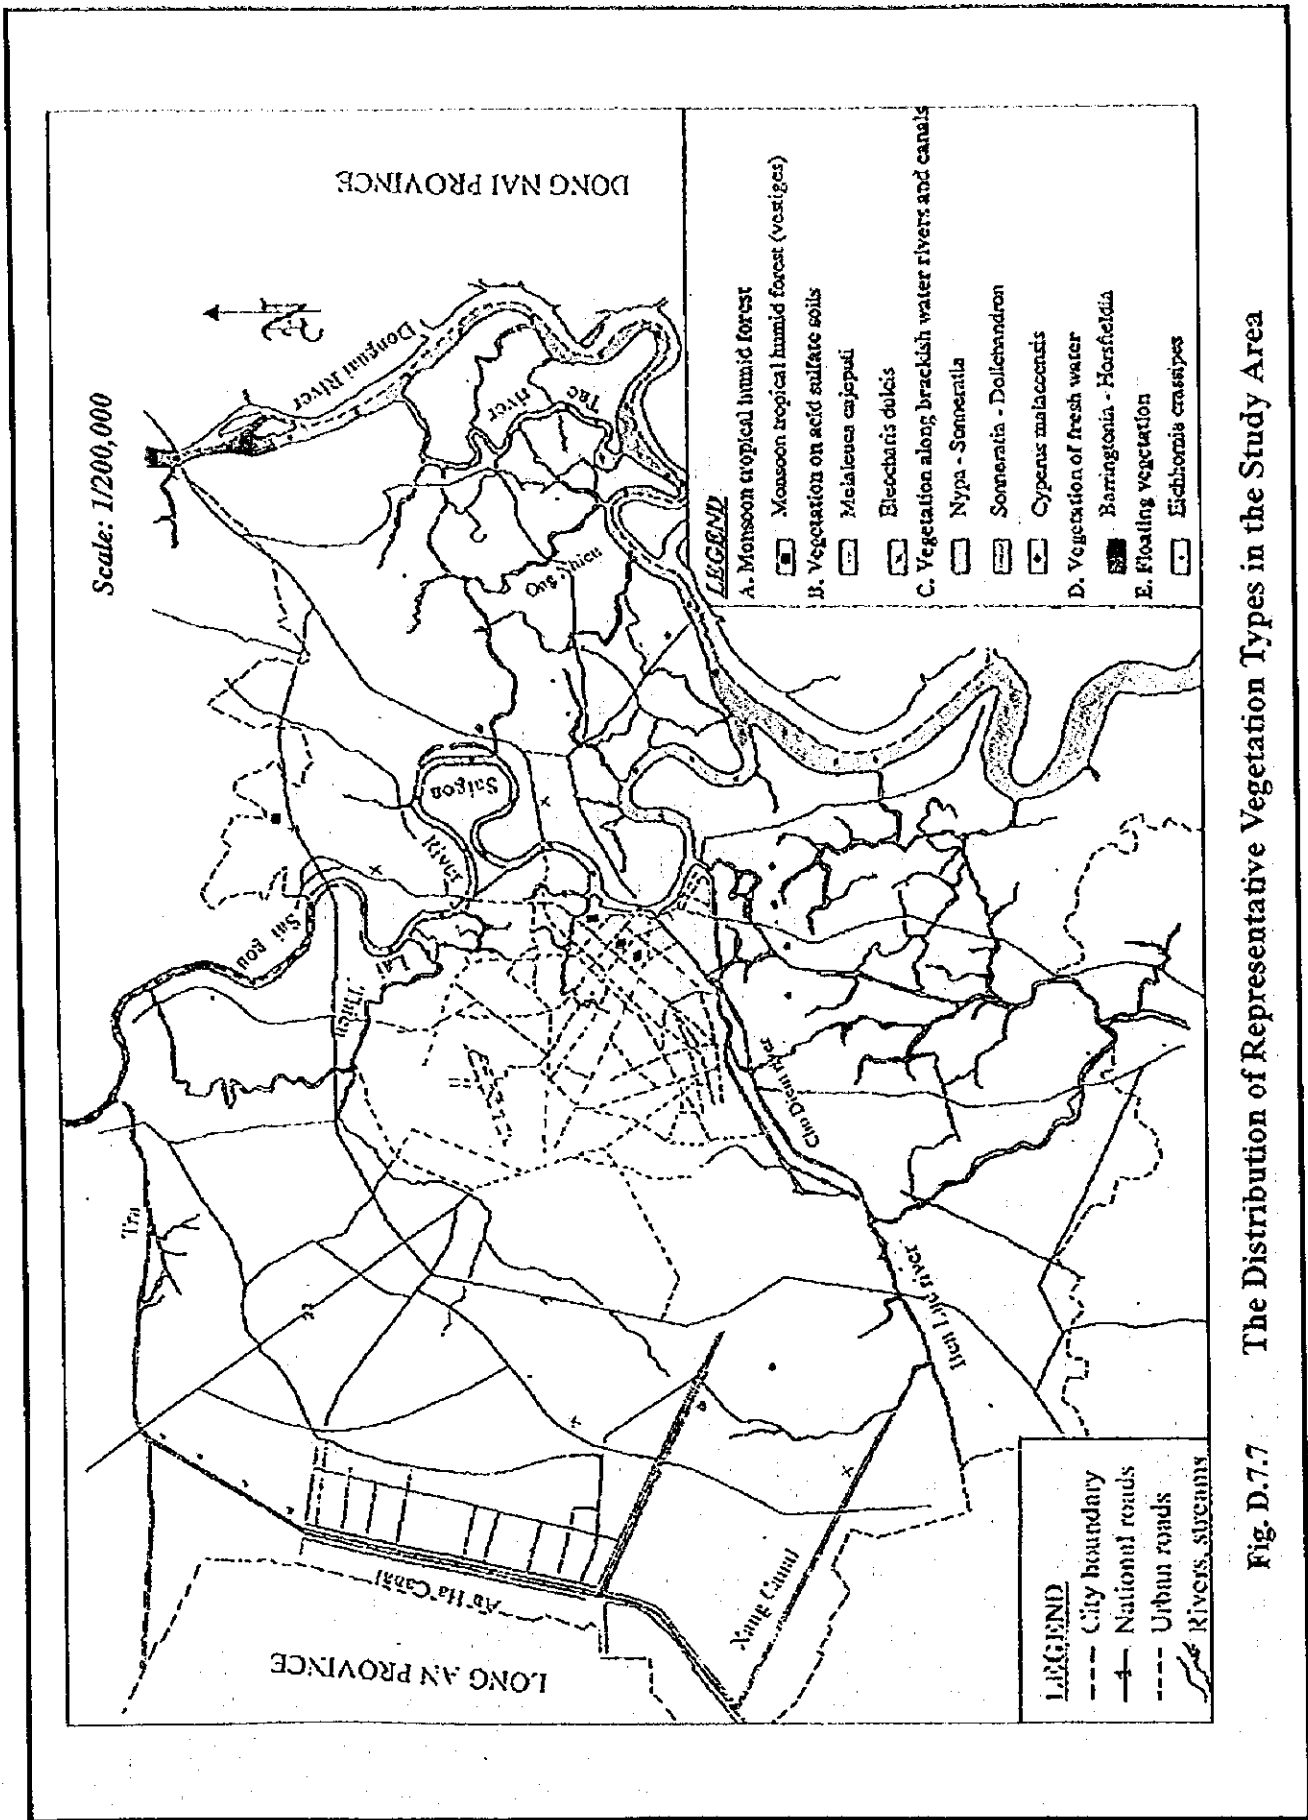 Scale: 1/200,000
DONG NAI PROVINCE
Dongnai River
Tac
river
Ong Nhieu
Saigon
River
Sai gon
Lai
Tra
Cho Diem river
Ben Luc river
An Ha Canal
Xang Canal
LONG AN PROVINCE
LEGEND
A. Monsoon tropical humid forest
Monsoon tropical humid forest (vestiges)
B. Vegetation on acid sulfate soils
Melaleuca cajeputi
Eleocharis dulcis
C. Vegetation along brackish water rivers and canals
Nypa - Sonneratia
Sonneratia - Dolichandron
Cyperus malaccensis
D. Vegetation of fresh water
Barringtonia - Horsfieldia
E. Floating vegetation
Eichhornia crassipes
LEGEND
City boundary
National roads
Urban roads
Rivers, streams
Fig. D.7.7 The Distribution of Representative Vegetation Types in the Study Area